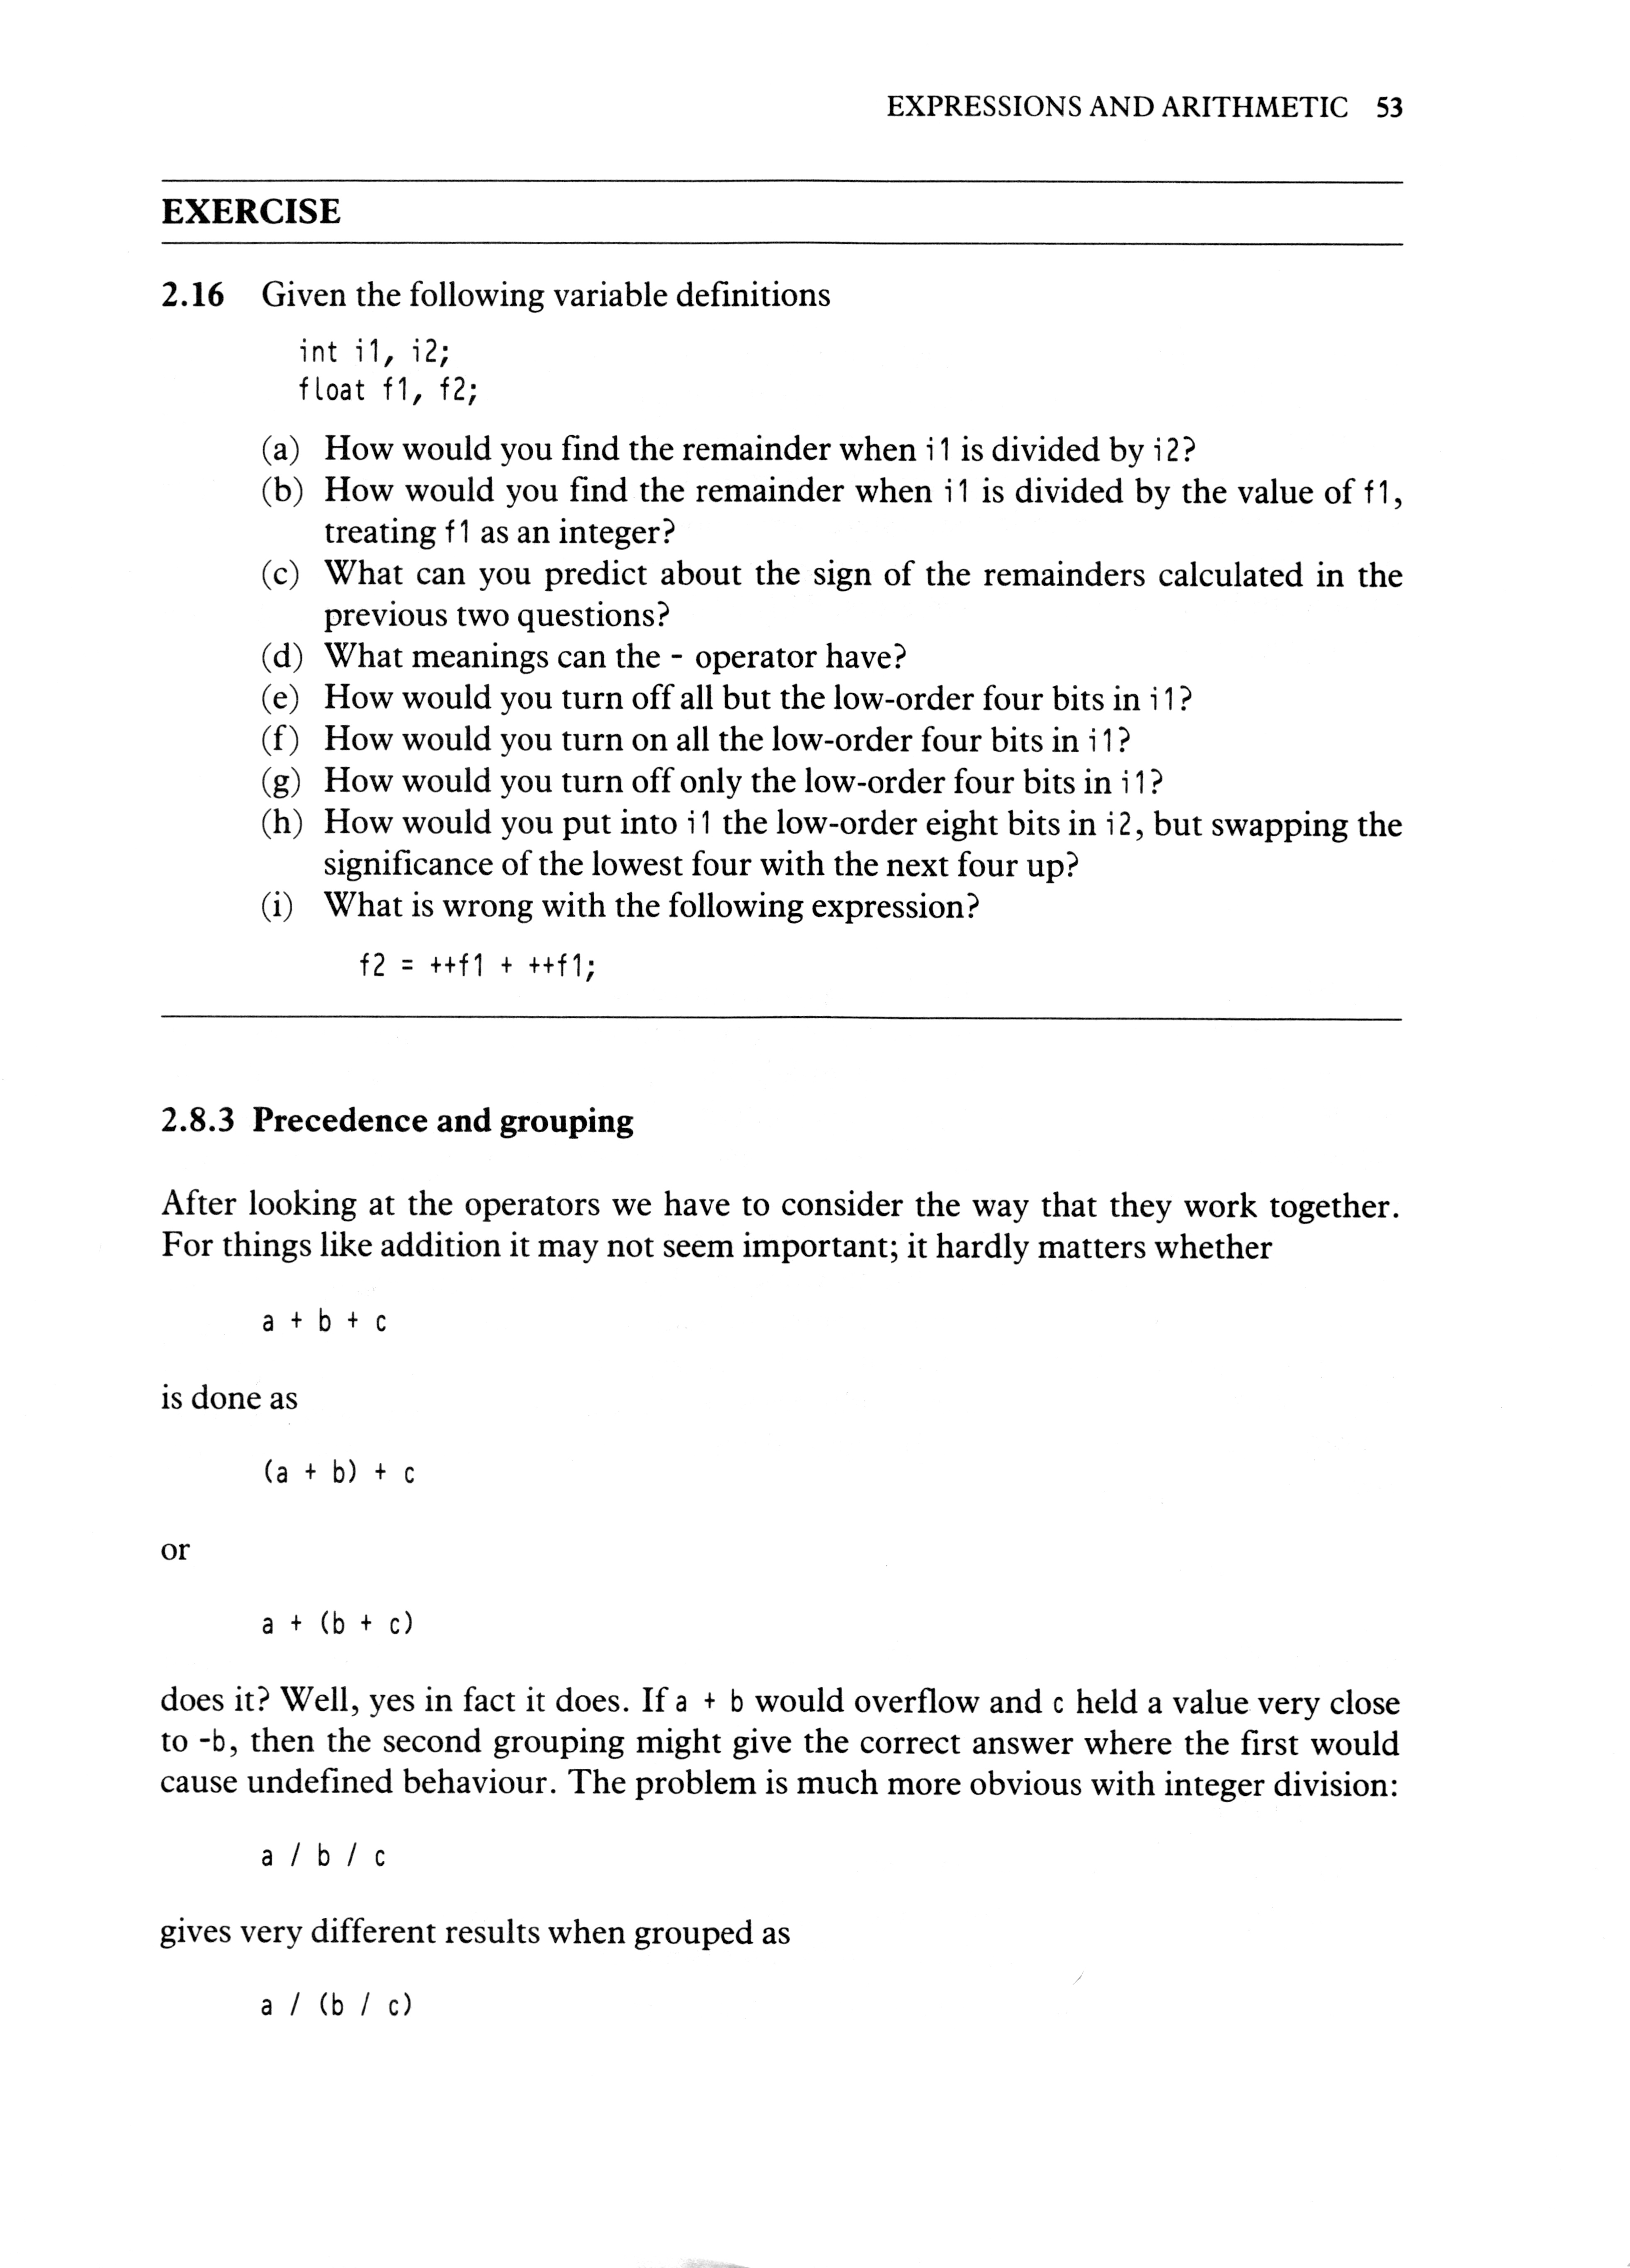 EXPRESSIONS AND ARITHMETIC 53
EXERCISE
2.16 Given the following variable definitions
int i1, i2;
float f1, f2;
(a) How would you find the remainder when i1 is divided by i2?
(b) How would you find the remainder when i1 is divided by the value of f1,
treating f1 as an integer?
(c) What can you predict about the sign of the remainders calculated in the
previous two questions?
(d) What meanings can the - operator have?
(e) How would you turn off all but the low-order four bits in i1?
(f) How would you turn on all the low-order four bits in i1?
(g) How would you turn off only the low-order four bits in i1?
(h) How would you put into i1 the low-order eight bits in i2, but swapping the
significance of the lowest four with the next four up?
(i) What is wrong with the following expression?
f2 = ++f1 + ++f1;
2.8.3 Precedence and grouping
After looking at the operators we have to consider the way that they work together.
For things like addition it may not seem important; it hardly matters whether
a + b + c
is done as
(a + b) + c
or
a + (b + c)
does it? Well, yes in fact it does. If a + b would overflow and c held a value very close
to -b, then the second grouping might give the correct answer where the first would
cause undefined behaviour. The problem is much more obvious with integer division:
a / b / c
gives very different results when grouped as
a / (b / c)